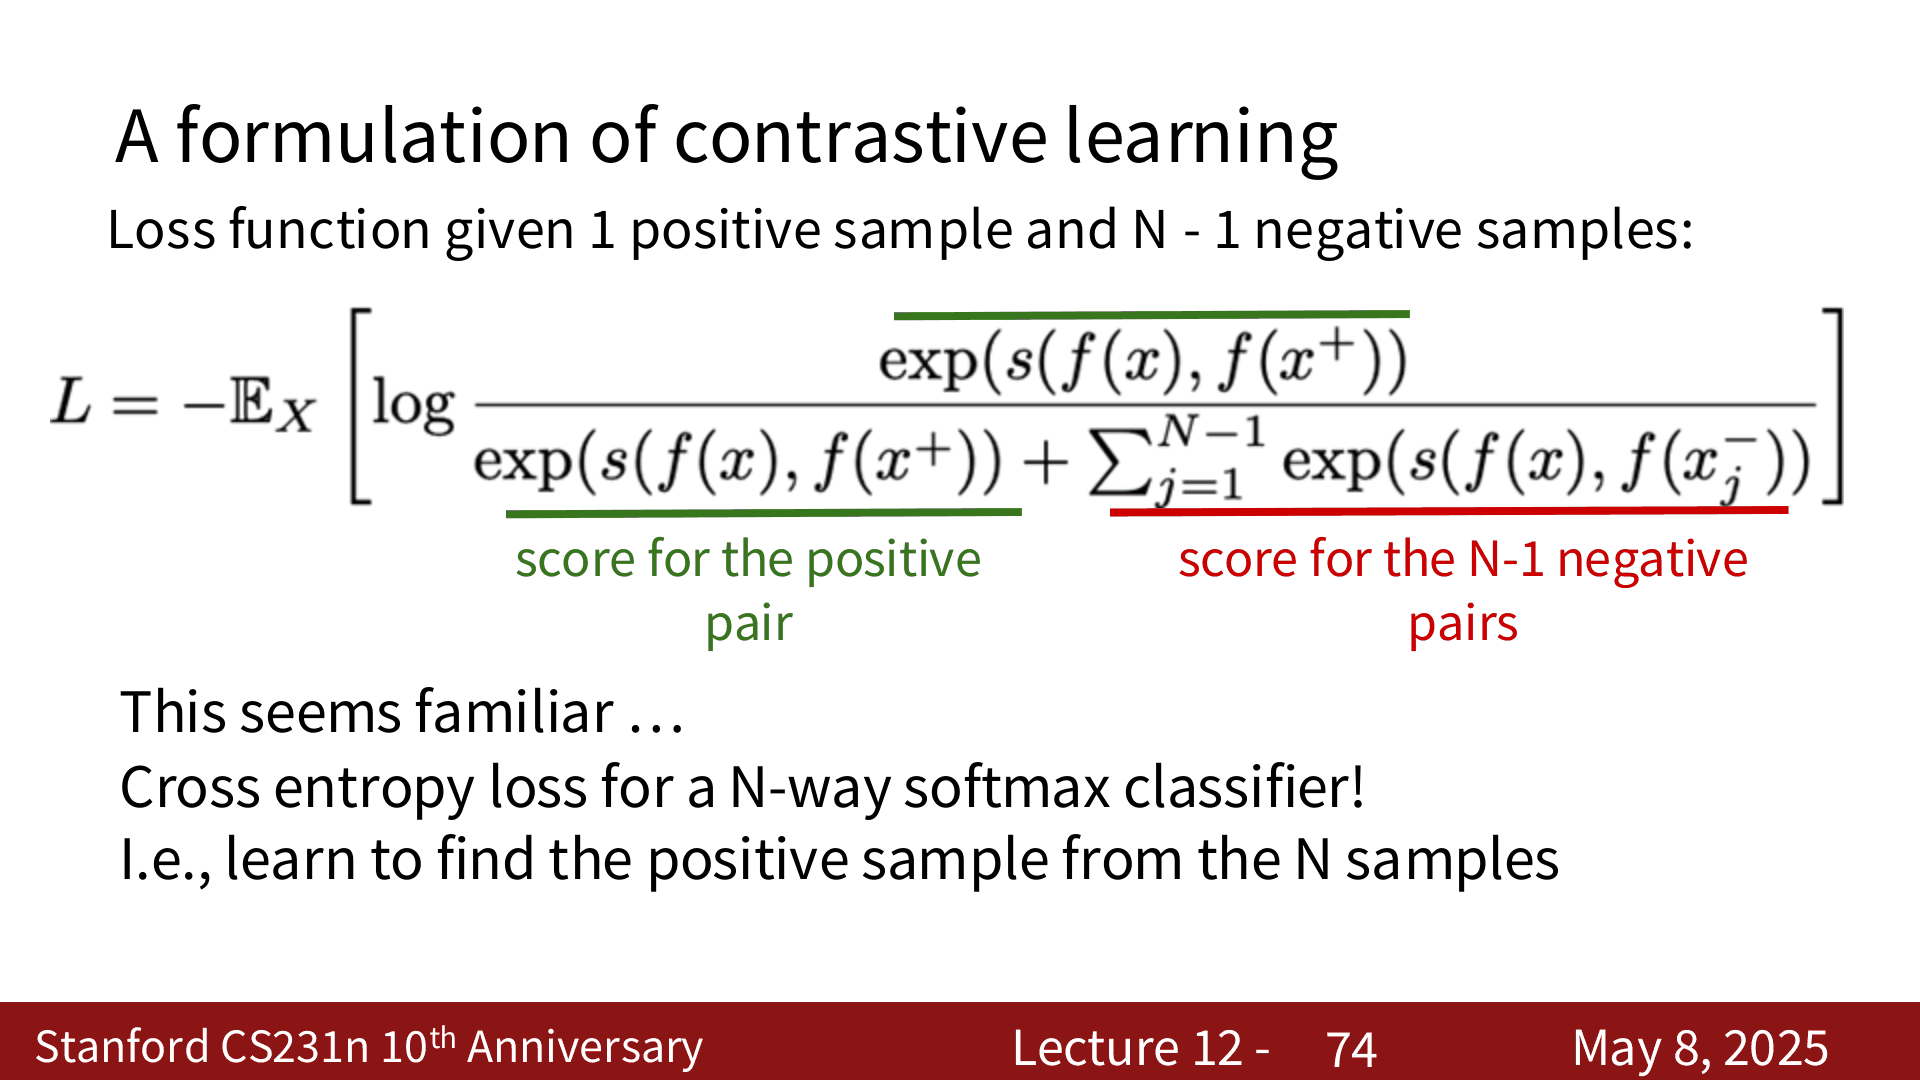 A formulation of contrastive learning
Loss function given 1 positive sample and N - 1 negative samples:
L = −𝔼_X [ log exp(s(f(x), f(x⁺)) / exp(s(f(x), f(x⁺)) + ∑_{j=1}^{N−1} exp(s(f(x), f(x_j^−)) ]
score for the positive
pair
score for the N-1 negative
pairs
This seems familiar …
Cross entropy loss for a N-way softmax classifier!
I.e., learn to find the positive sample from the N samples
Stanford CS231n 10th Anniversary
Lecture 12 - 74
May 8, 2025